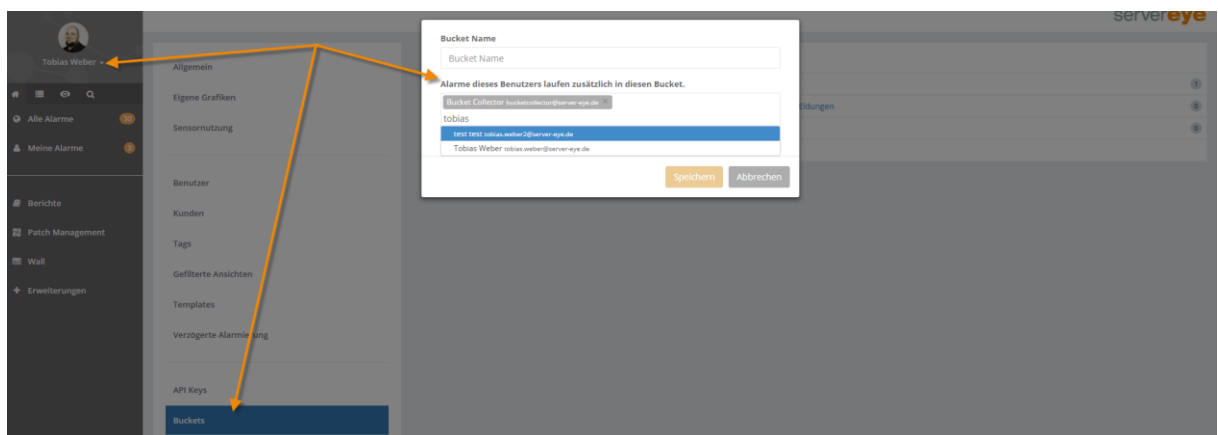 servereye
Tobias Weber
Alle Alarme 30
Meine Alarme 3
Berichte
Patch Management
Wall
Erweiterungen
Allgemein
Eigene Grafiken
Sensornutzung
Benutzer
Kunden
Tags
Gefilterte Ansichten
Templates
Verzögerte Alarmierung
API Keys
Buckets
Bucket Name
Bucket Name
Alarme dieses Benutzers laufen zusätzlich in diesen Bucket.
Bucket Collector bucketcollector@server-eye.de ×
tobias
test test tobias.weber2@server-eye.de
Tobias Weber tobias.weber@server-eye.de
Speichern Abbrechen
1
0
0